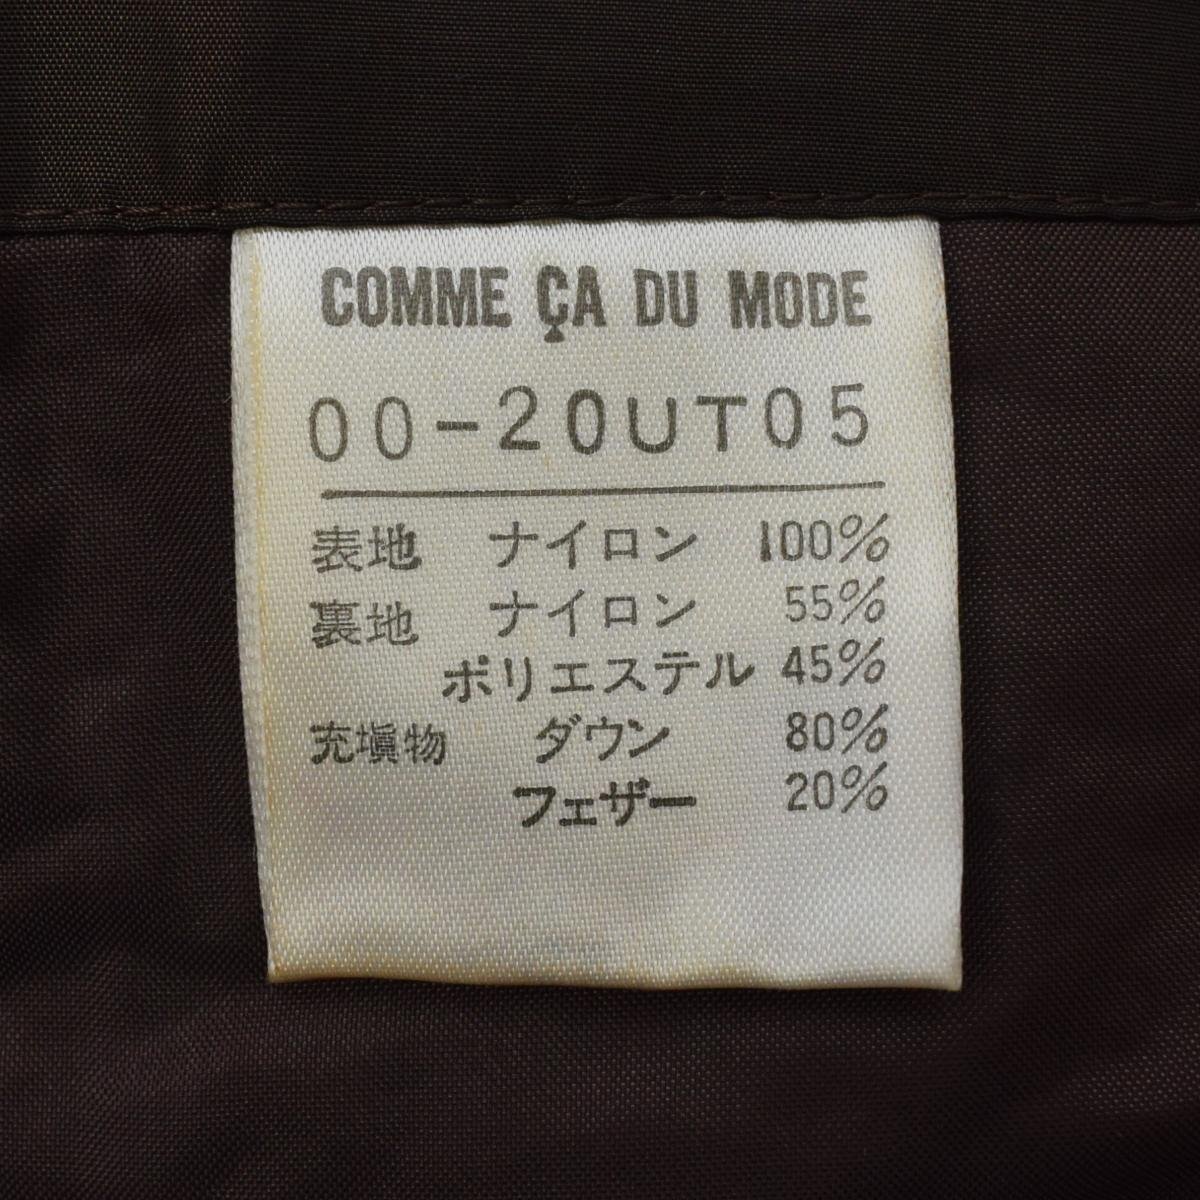 COMME ÇA DU MODE
00-20UT05
表地 ナイロン 100%
裏地 ナイロン 55%
ポリエステル 45%
充塡物 ダウン 80%
フェザー 20%